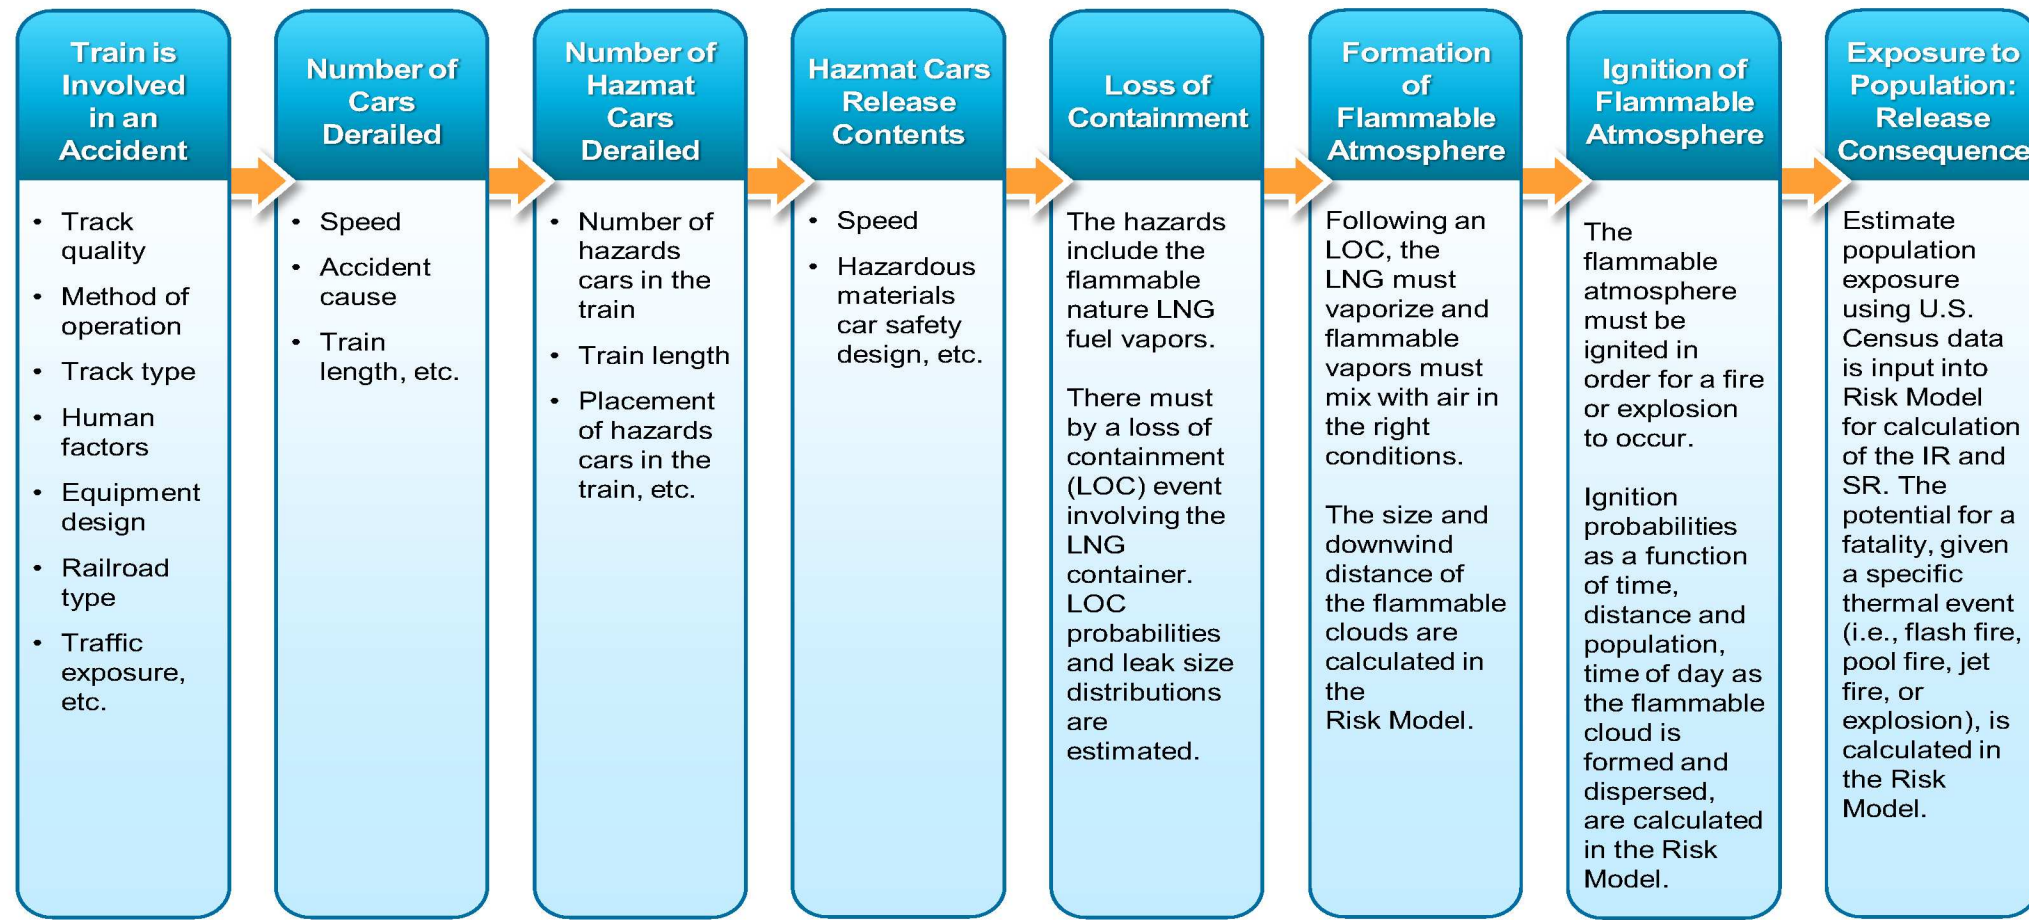 Train is
Involved
in an
Accident
• Track
quality
• Method of
operation
• Track type
• Human
factors
• Equipment
design
• Railroad
type
• Traffic
exposure,
etc.
Number of
Cars
Derailed
• Speed
• Accident
cause
• Train
length, etc.
Number of
Hazmat
Cars
Derailed
• Number of
hazards
cars in the
train
• Train length
• Placement
of hazards
cars in the
train, etc.
Hazmat Cars
Release
Contents
• Speed
• Hazardous
materials
car safety
design, etc.
Loss of
Containment
The hazards
include the
flammable
nature LNG
fuel vapors.
There must
by a loss of
containment
(LOC) event
involving the
LNG
container.
LOC
probabilities
and leak size
distributions
are
estimated.
Formation
of
Flammable
Atmosphere
Following an
LOC, the
LNG must
vaporize and
flammable
vapors must
mix with air in
the right
conditions.
The size and
downwind
distance of
the flammable
clouds are
calculated in
the
Risk Model.
Ignition of
Flammable
Atmosphere
The
flammable
atmosphere
must be
ignited in
order for a fire
or explosion
to occur.
Ignition
probabilities
as a function
of time,
distance and
population,
time of day as
the flammable
cloud is
formed and
dispersed,
are calculated
in the Risk
Model.
Exposure to
Population:
Release
Consequence
Estimate
population
exposure
using U.S.
Census data
is input into
Risk Model
for calculation
of the IR and
SR. The
potential for a
fatality, given
a specific
thermal event
(i.e., flash fire,
pool fire, jet
fire, or
explosion), is
calculated in
the Risk
Model.